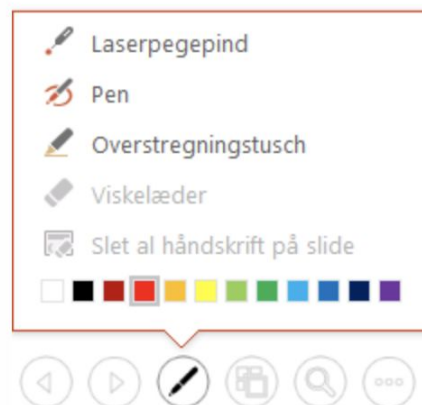 Laserpegepind
Pen
Overstregningstusch
Viskelæder
Slet al håndskrift på slide